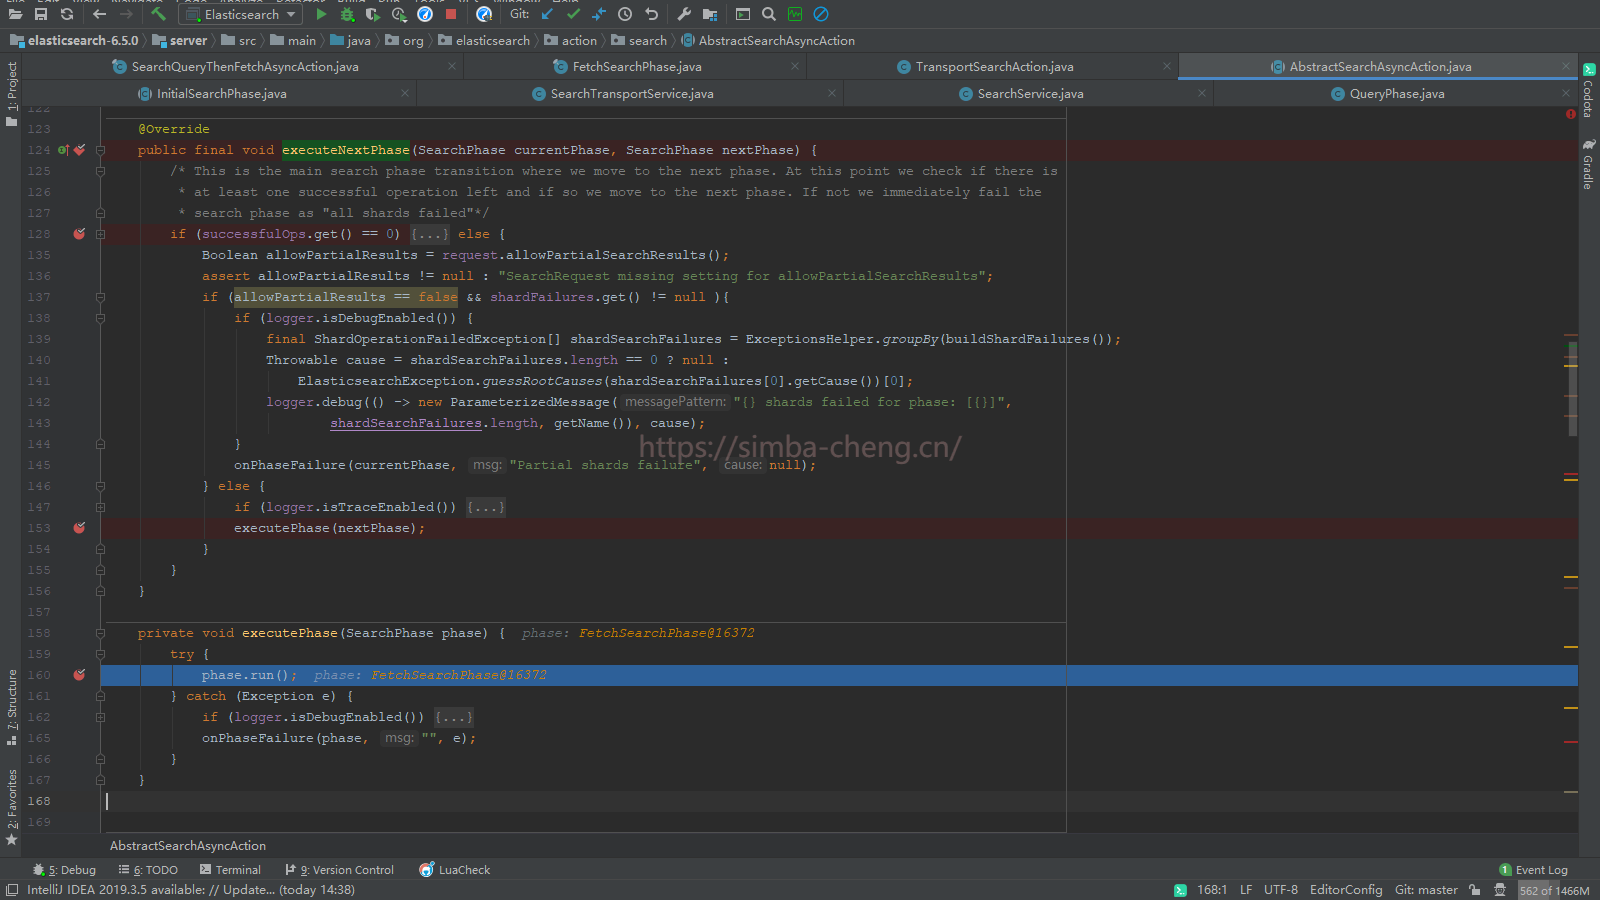 Elasticsearch
Git:
elasticsearch-6.5.0 server src main java org elasticsearch action search AbstractSearchAsyncAction
SearchQueryThenFetchAsyncAction.java FetchSearchPhase.java TransportSearchAction.java AbstractSearchAsyncAction.java
InitialSearchPhase.java SearchTransportService.java SearchService.java QueryPhase.java
1: Project
7: Structure
2: Favorites
Codota
Gradle
122
123 @Override
124 public final void executeNextPhase(SearchPhase currentPhase, SearchPhase nextPhase) {
125 /* This is the main search phase transition where we move to the next phase. At this point we check if there is
126 * at least one successful operation left and if so we move to the next phase. If not we immediately fail the
127 * search phase as "all shards failed"*/
128 if (successfulOps.get() == 0) {...} else {
135 Boolean allowPartialResults = request.allowPartialSearchResults();
136 assert allowPartialResults != null : "SearchRequest missing setting for allowPartialSearchResults";
137 if (allowPartialResults == false && shardFailures.get() != null ){
138 if (logger.isDebugEnabled()) {
139 final ShardOperationFailedException[] shardSearchFailures = ExceptionsHelper.groupBy(buildShardFailures());
140 Throwable cause = shardSearchFailures.length == 0 ? null :
141 ElasticsearchException.guessRootCauses(shardSearchFailures[0].getCause())[0];
142 logger.debug(() -> new ParameterizedMessage( messagePattern: "{} shards failed for phase: [{}]",
143 shardSearchFailures.length, getName()), cause);
144 }
https://simba-cheng.cn/
145 onPhaseFailure(currentPhase, msg: "Partial shards failure", cause: null);
146 } else {
147 if (logger.isTraceEnabled()) {...}
153 executePhase(nextPhase);
154 }
155 }
156 }
157
158 private void executePhase(SearchPhase phase) { phase: FetchSearchPhase@16372
159 try {
160 phase.run(); phase: FetchSearchPhase@16372
161 } catch (Exception e) {
162 if (logger.isDebugEnabled()) {...}
165 onPhaseFailure(phase, msg: "", e);
166 }
167 }
168
169
AbstractSearchAsyncAction
5: Debug 6: TODO Terminal 9: Version Control LuaCheck 1 Event Log
IntelliJ IDEA 2019.3.5 available: // Update... (today 14:38) 168:1 LF UTF-8 EditorConfig Git: master 562 of 1466M